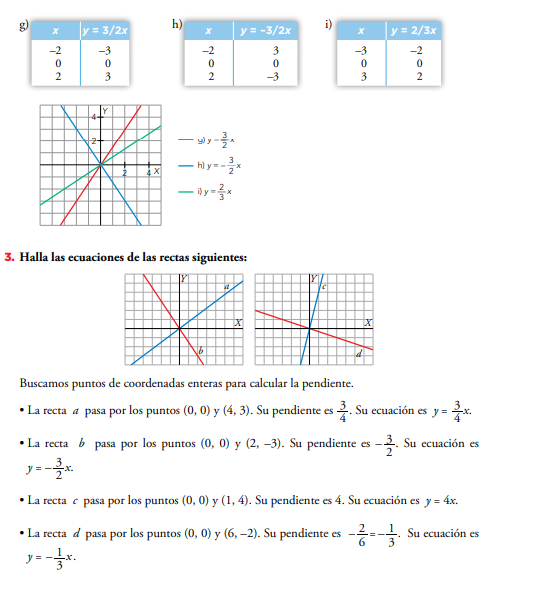 g) x y = 3/2x
–2 –3
0 0
2 3
h) x y = –3/2x
–2 3
0 0
2 –3
i) x y = 2/3x
–3 –2
0 0
3 2
Y
4
2
2 4 X
g) y = 3/2 x
h) y = – 3/2 x
i) y = 2/3 x
3. Halla las ecuaciones de las rectas siguientes:
Y a X b
Y c X d
Buscamos puntos de coordenadas enteras para calcular la pendiente.
• La recta a pasa por los puntos (0, 0) y (4, 3). Su pendiente es 3/4. Su ecuación es y = 3/4 x.
• La recta b pasa por los puntos (0, 0) y (2, –3). Su pendiente es – 3/2. Su ecuación es
y = – 3/2 x.
• La recta c pasa por los puntos (0, 0) y (1, 4). Su pendiente es 4. Su ecuación es y = 4x.
• La recta d pasa por los puntos (0, 0) y (6, –2). Su pendiente es – 2/6 = – 1/3. Su ecuación es
y = – 1/3 x.